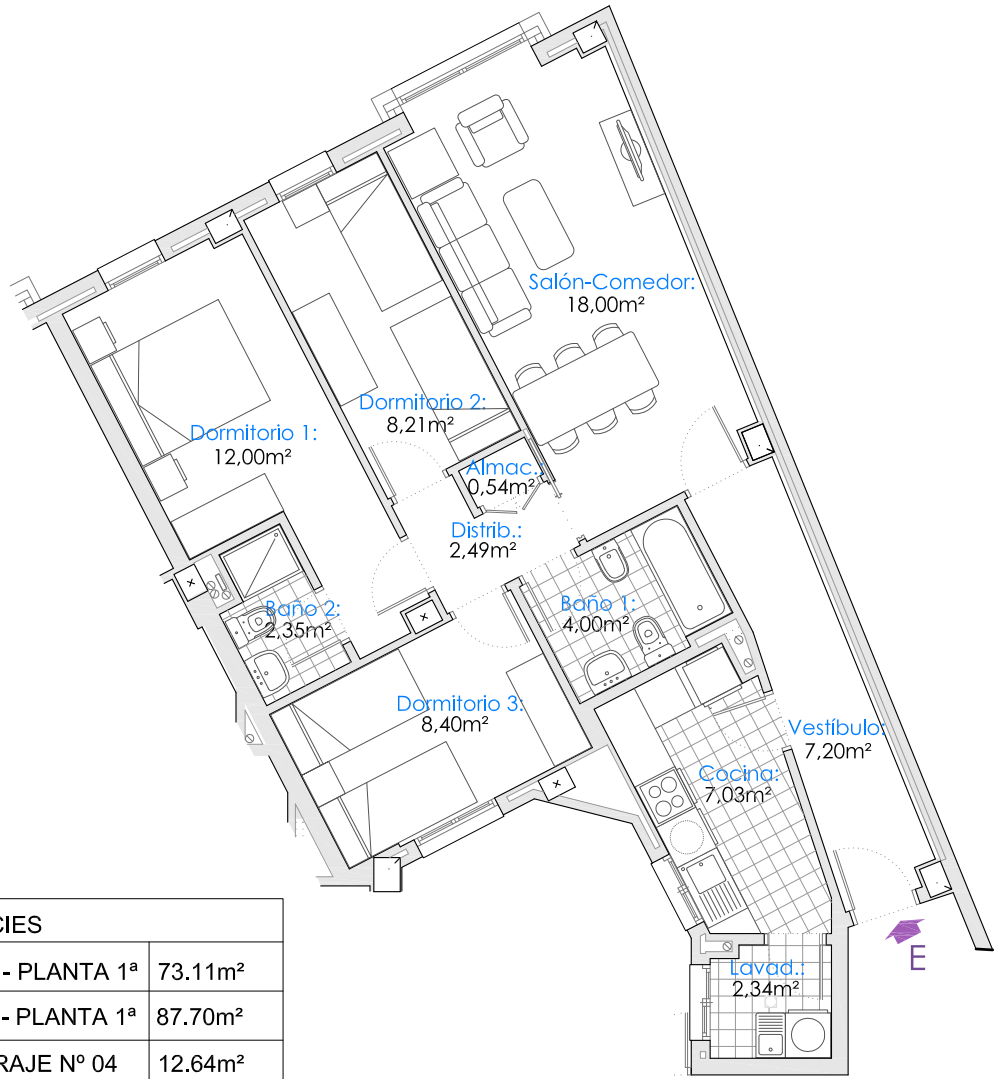 Salón-Comedor:
18,00m²
Dormitorio 2:
8,21m²
Dormitorio 1:
12,00m²
Almac.:
0,54m²
Distrib.:
2,49m²
Baño 2:
2,35m²
Baño 1:
4,00m²
Dormitorio 3:
8,40m²
Vestíbulo:
7,20m²
Cocina:
7,03m²
Lavad.:
2,34m²
E
CIES
- PLANTA 1ª 73.11m²
- PLANTA 1ª 87.70m²
RAJE Nº 04 12.64m²